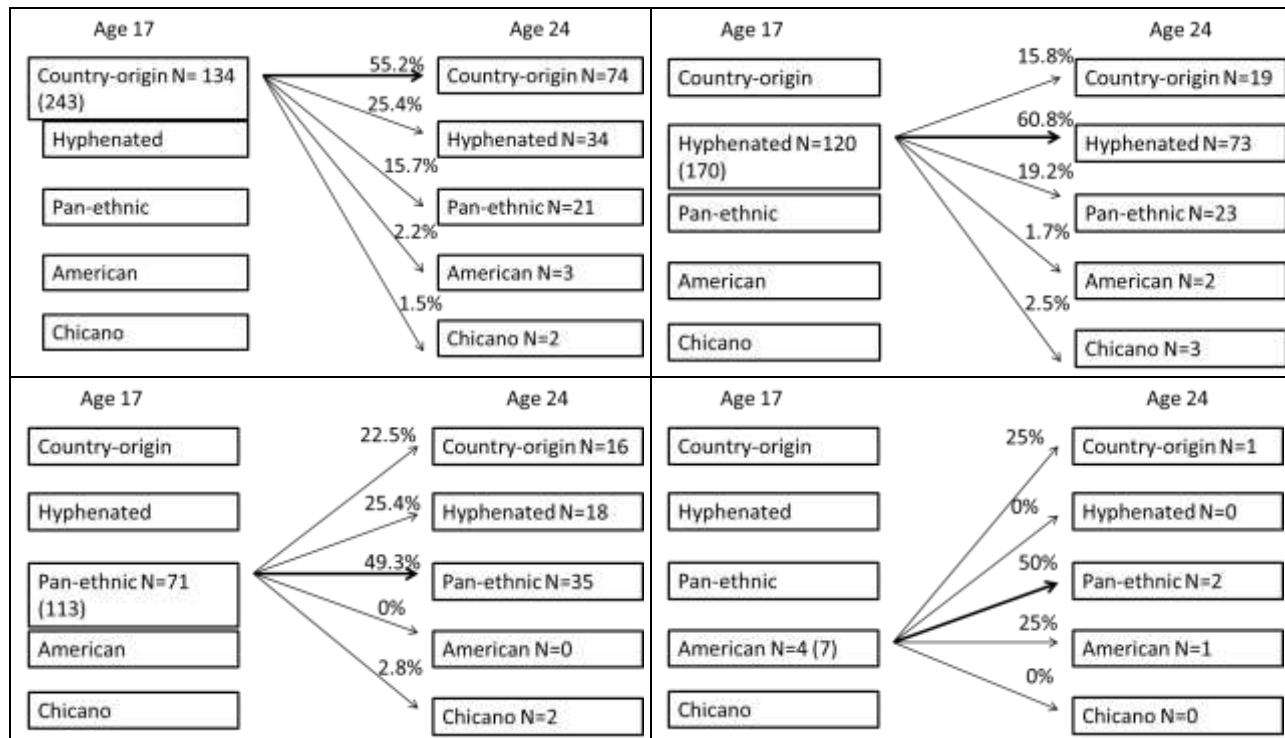 Age 17
Age 24
Country-origin N= 134
(243)
Hyphenated
Pan-ethnic
American
Chicano
55.2%
25.4%
15.7%
2.2%
1.5%
Country-origin N=74
Hyphenated N=34
Pan-ethnic N=21
American N=3
Chicano N=2
Age 17
Age 24
Country-origin
Hyphenated N=120
(170)
Pan-ethnic
American
Chicano
15.8%
60.8%
19.2%
1.7%
2.5%
Country-origin N=19
Hyphenated N=73
Pan-ethnic N=23
American N=2
Chicano N=3
Age 17
Age 24
Country-origin
Hyphenated
Pan-ethnic N=71
(113)
American
Chicano
22.5%
25.4%
49.3%
0%
2.8%
Country-origin N=16
Hyphenated N=18
Pan-ethnic N=35
American N=0
Chicano N=2
Age 17
Age 24
Country-origin
Hyphenated
Pan-ethnic
American N=4 (7)
Chicano
25%
0%
50%
25%
0%
Country-origin N=1
Hyphenated N=0
Pan-ethnic N=2
American N=1
Chicano N=0